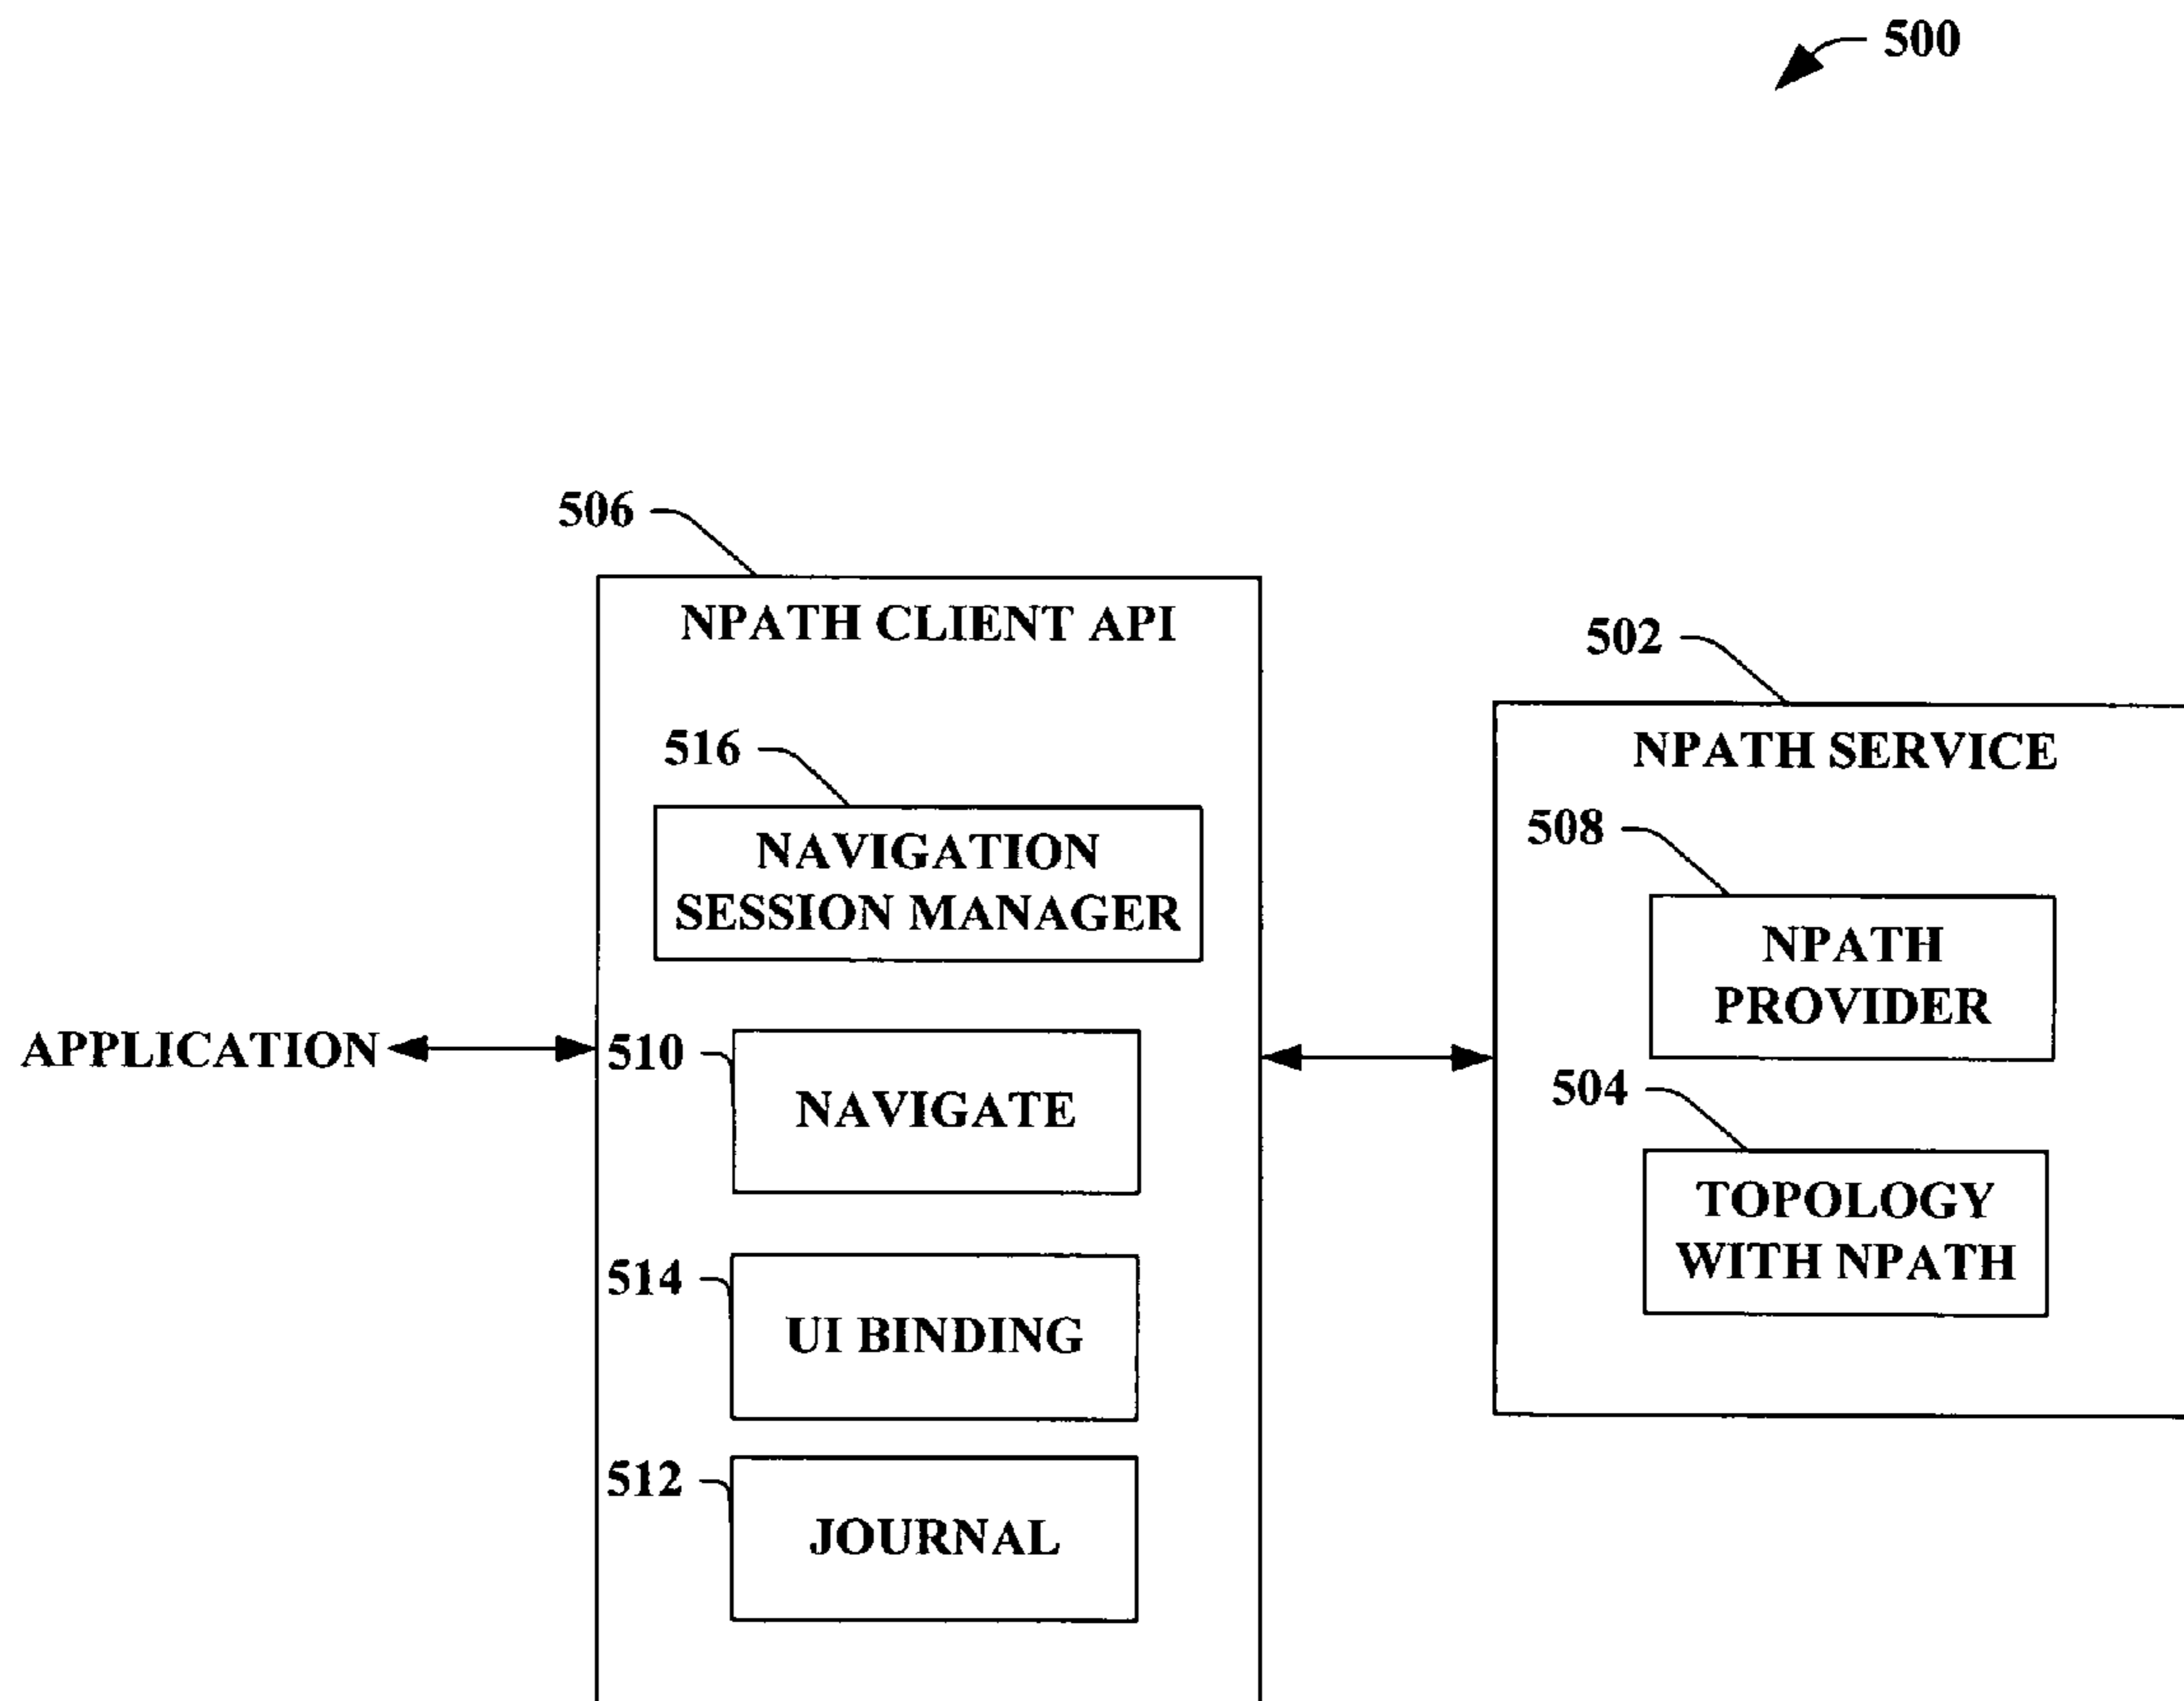 500
506
NPATH CLIENT API
502
NPATH SERVICE
516
NAVIGATION
SESSION MANAGER
508
NPATH
PROVIDER
APPLICATION
510
NAVIGATE
504
TOPOLOGY
WITH NPATH
514
UI BINDING
512
JOURNAL